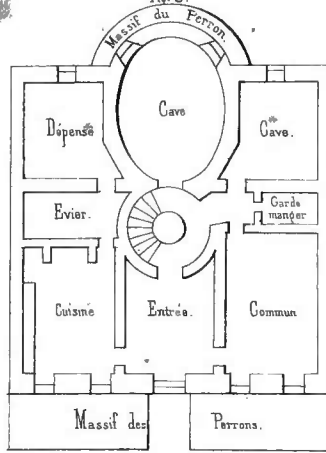 Massif du Perron.
Cave
Dépense
Cave.
Evier.
Garde
manger
Cuisine
Entrée.
Commun
Massif des
Perrons.